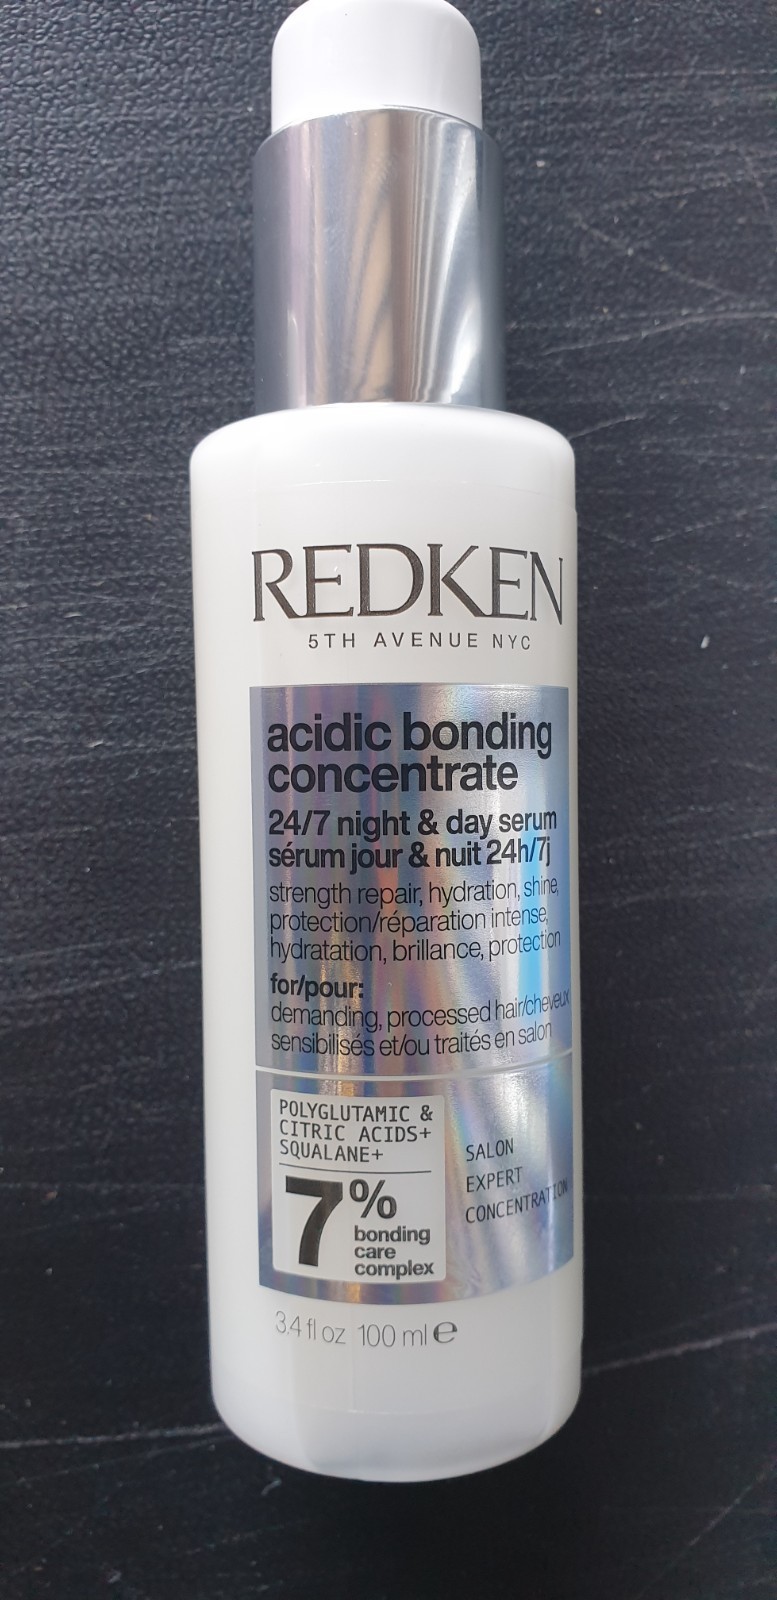 REDKEN
5TH AVENUE NYC
acidic bonding
concentrate
24/7 night & day serum
sérum jour & nuit 24h/7j
strength repair, hydration, shine,
protection/réparation intense,
hydratation, brillance, protection
for/pour:
demanding, processed hair/cheveux
sensibilisés et/ou traités en salon
POLYGLUTAMIC &
CITRIC ACIDS+
SQUALANE+
7%
bonding
care
complex
SALON
EXPERT
CONCENTRATION
3.4 fl oz 100 ml ℮